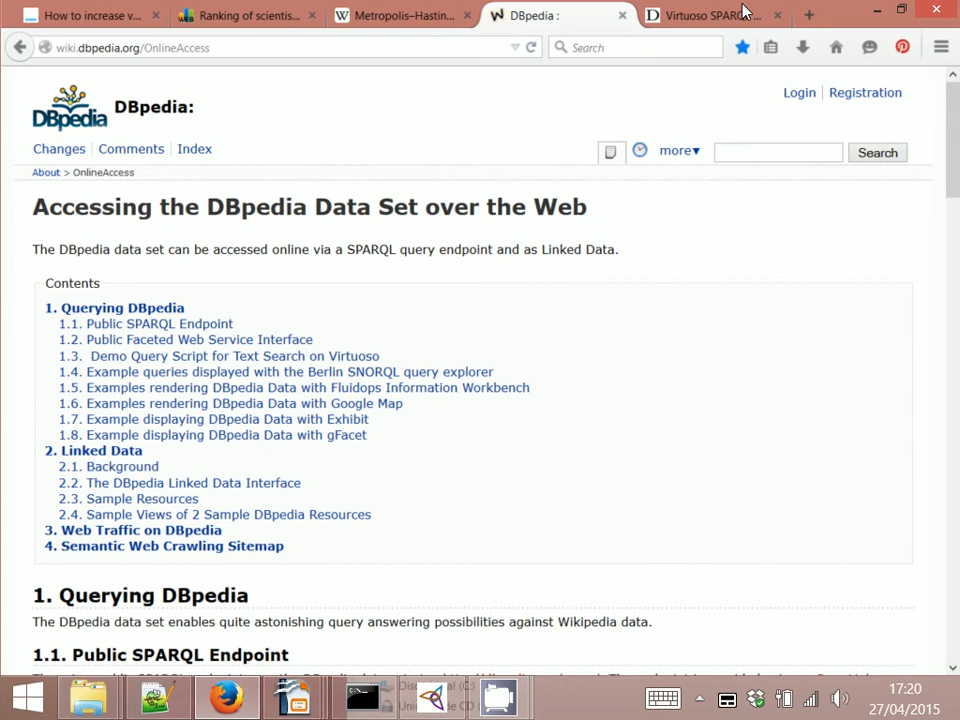 How to increase v...
Ranking of scientis...
Metropolis–Hastin...
DBpedia :
Virtuoso SPARQ
wiki.dbpedia.org/OnlineAccess
Search
DBpedia
DBpedia:
Login
Registration
Changes
Comments
Index
more▾
Search
About > OnlineAccess
Accessing the DBpedia Data Set over the Web
The DBpedia data set can be accessed online via a SPARQL query endpoint and as Linked Data.
Contents
1. Querying DBpedia
1.1. Public SPARQL Endpoint
1.2. Public Faceted Web Service Interface
1.3. Demo Query Script for Text Search on Virtuoso
1.4. Example queries displayed with the Berlin SNORQL query explorer
1.5. Examples rendering DBpedia Data with Fluidops Information Workbench
1.6. Examples rendering DBpedia Data with Google Map
1.7. Example displaying DBpedia Data with Exhibit
1.8. Example displaying DBpedia Data with gFacet
2. Linked Data
2.1. Background
2.2. The DBpedia Linked Data Interface
2.3. Sample Resources
2.4. Sample Views of 2 Sample DBpedia Resources
3. Web Traffic on DBpedia
4. Semantic Web Crawling Sitemap
1. Querying DBpedia
The DBpedia data set enables quite astonishing query answering possibilities against Wikipedia data.
1.1. Public SPARQL Endpoint
17:20
27/04/2015